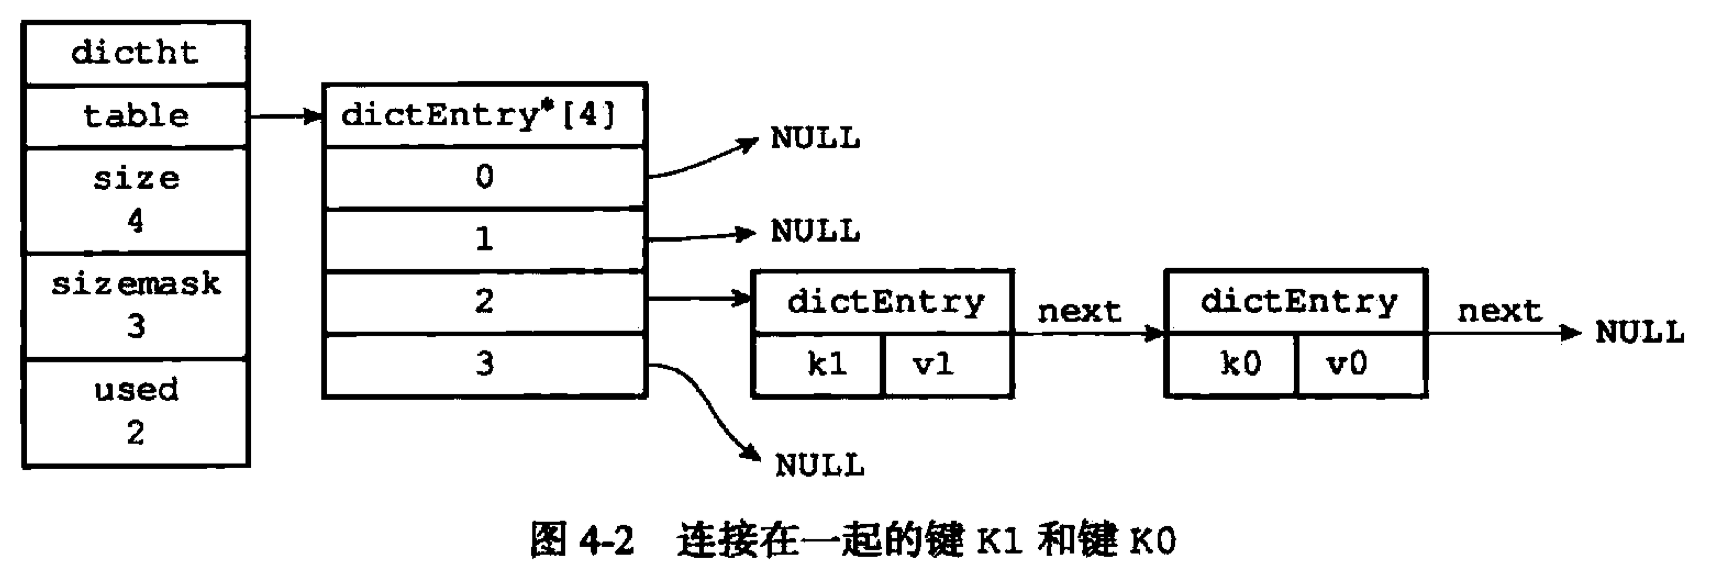 dictht
table
size
4
sizemask
3
used
2
dictEntry*[4]
0
1
2
3
NULL
NULL
dictEntry
k1 v1
next
dictEntry
k0 v0
next
NULL
NULL
图 4-2 连接在一起的键 K1 和键 K0